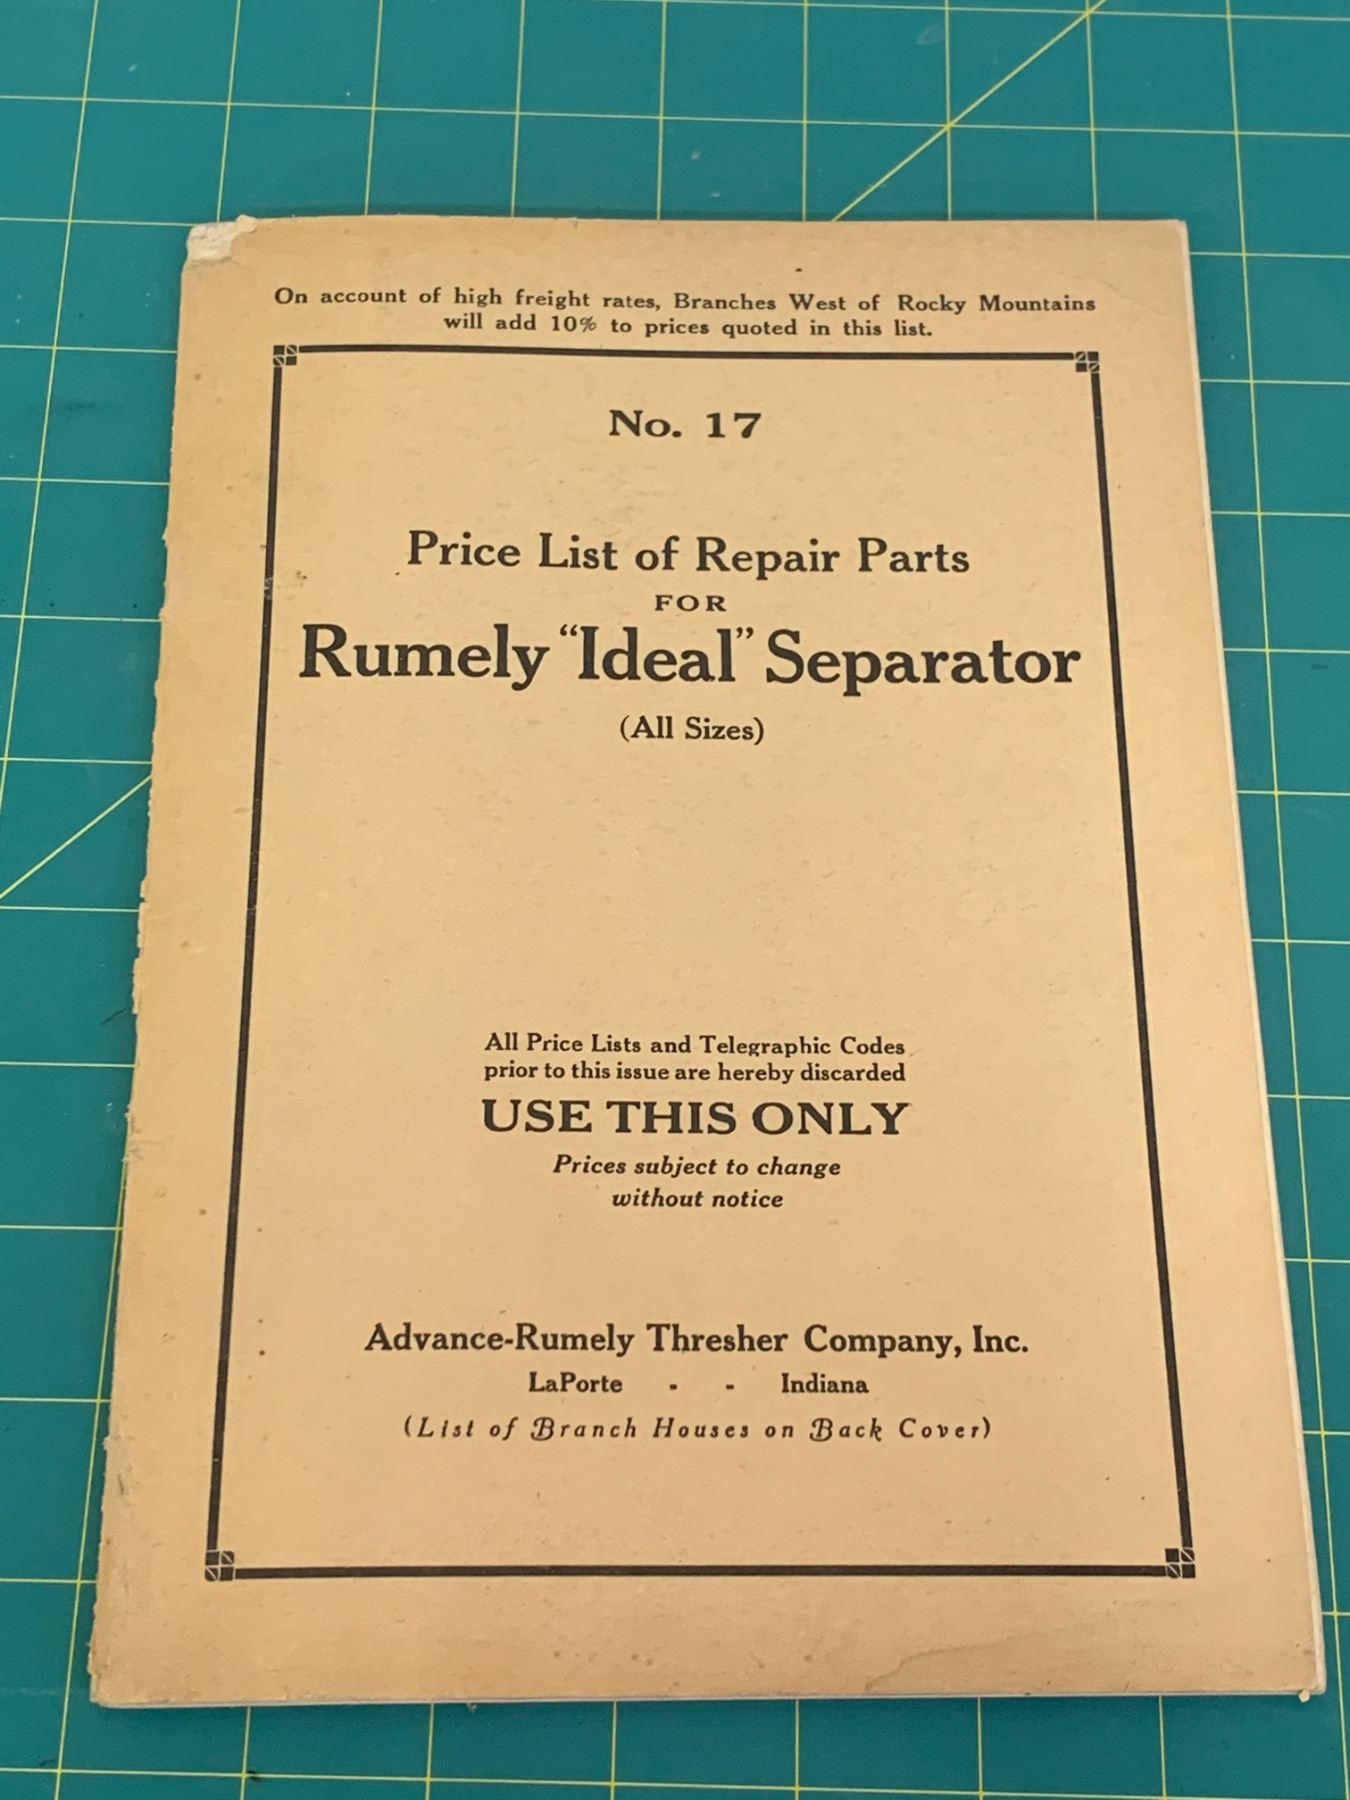 On account of high freight rates, Branches West of Rocky Mountains
will add 10% to prices quoted in this list.
No. 17
Price List of Repair Parts
FOR
Rumely “Ideal” Separator
(All Sizes)
All Price Lists and Telegraphic Codes
prior to this issue are hereby discarded
USE THIS ONLY
Prices subject to change
without notice
Advance-Rumely Thresher Company, Inc.
LaPorte - - Indiana
(List of Branch Houses on Back Cover)